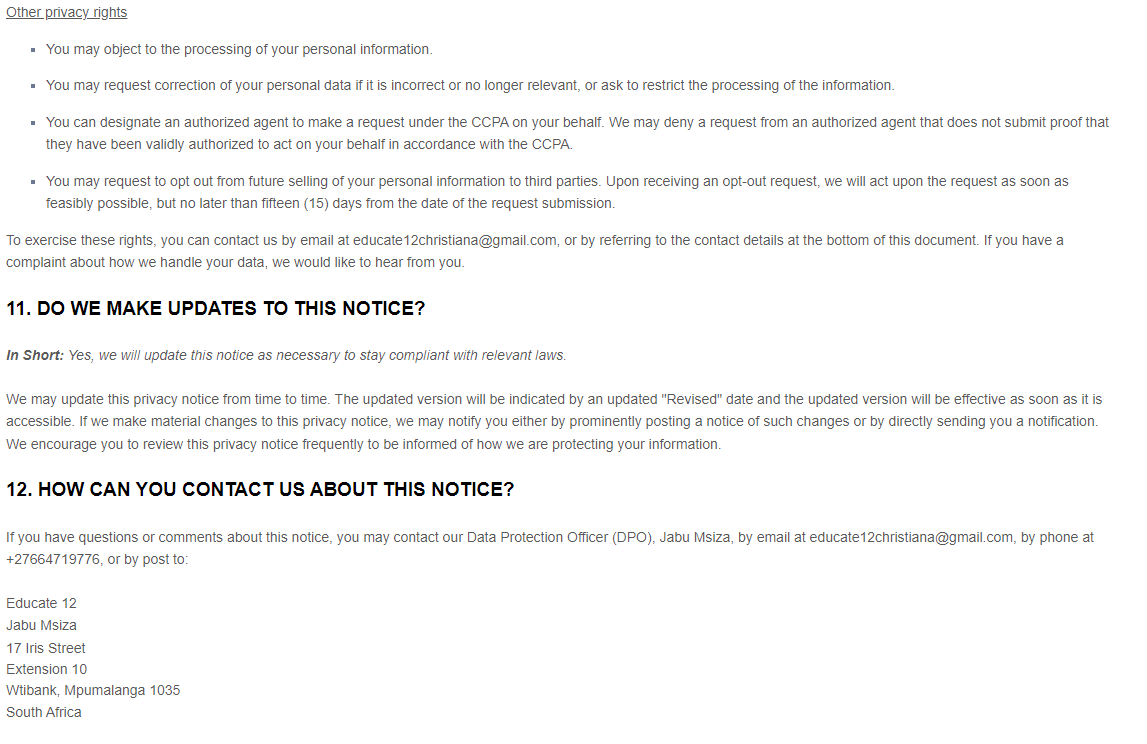 Other privacy rights
You may object to the processing of your personal information.
You may request correction of your personal data if it is incorrect or no longer relevant, or ask to restrict the processing of the information.
You can designate an authorized agent to make a request under the CCPA on your behalf. We may deny a request from an authorized agent that does not submit proof that
they have been validly authorized to act on your behalf in accordance with the CCPA.
You may request to opt out from future selling of your personal information to third parties. Upon receiving an opt-out request, we will act upon the request as soon as
feasibly possible, but no later than fifteen (15) days from the date of the request submission.
To exercise these rights, you can contact us by email at educate12christiana@gmail.com, or by referring to the contact details at the bottom of this document. If you have a
complaint about how we handle your data, we would like to hear from you.
11. DO WE MAKE UPDATES TO THIS NOTICE?
In Short: Yes, we will update this notice as necessary to stay compliant with relevant laws.
We may update this privacy notice from time to time. The updated version will be indicated by an updated "Revised" date and the updated version will be effective as soon as it is
accessible. If we make material changes to this privacy notice, we may notify you either by prominently posting a notice of such changes or by directly sending you a notification.
We encourage you to review this privacy notice frequently to be informed of how we are protecting your information.
12. HOW CAN YOU CONTACT US ABOUT THIS NOTICE?
If you have questions or comments about this notice, you may contact our Data Protection Officer (DPO), Jabu Msiza, by email at educate12christiana@gmail.com, by phone at
+27664719776, or by post to:
Educate 12
Jabu Msiza
17 Iris Street
Extension 10
Wtibank, Mpumalanga 1035
South Africa